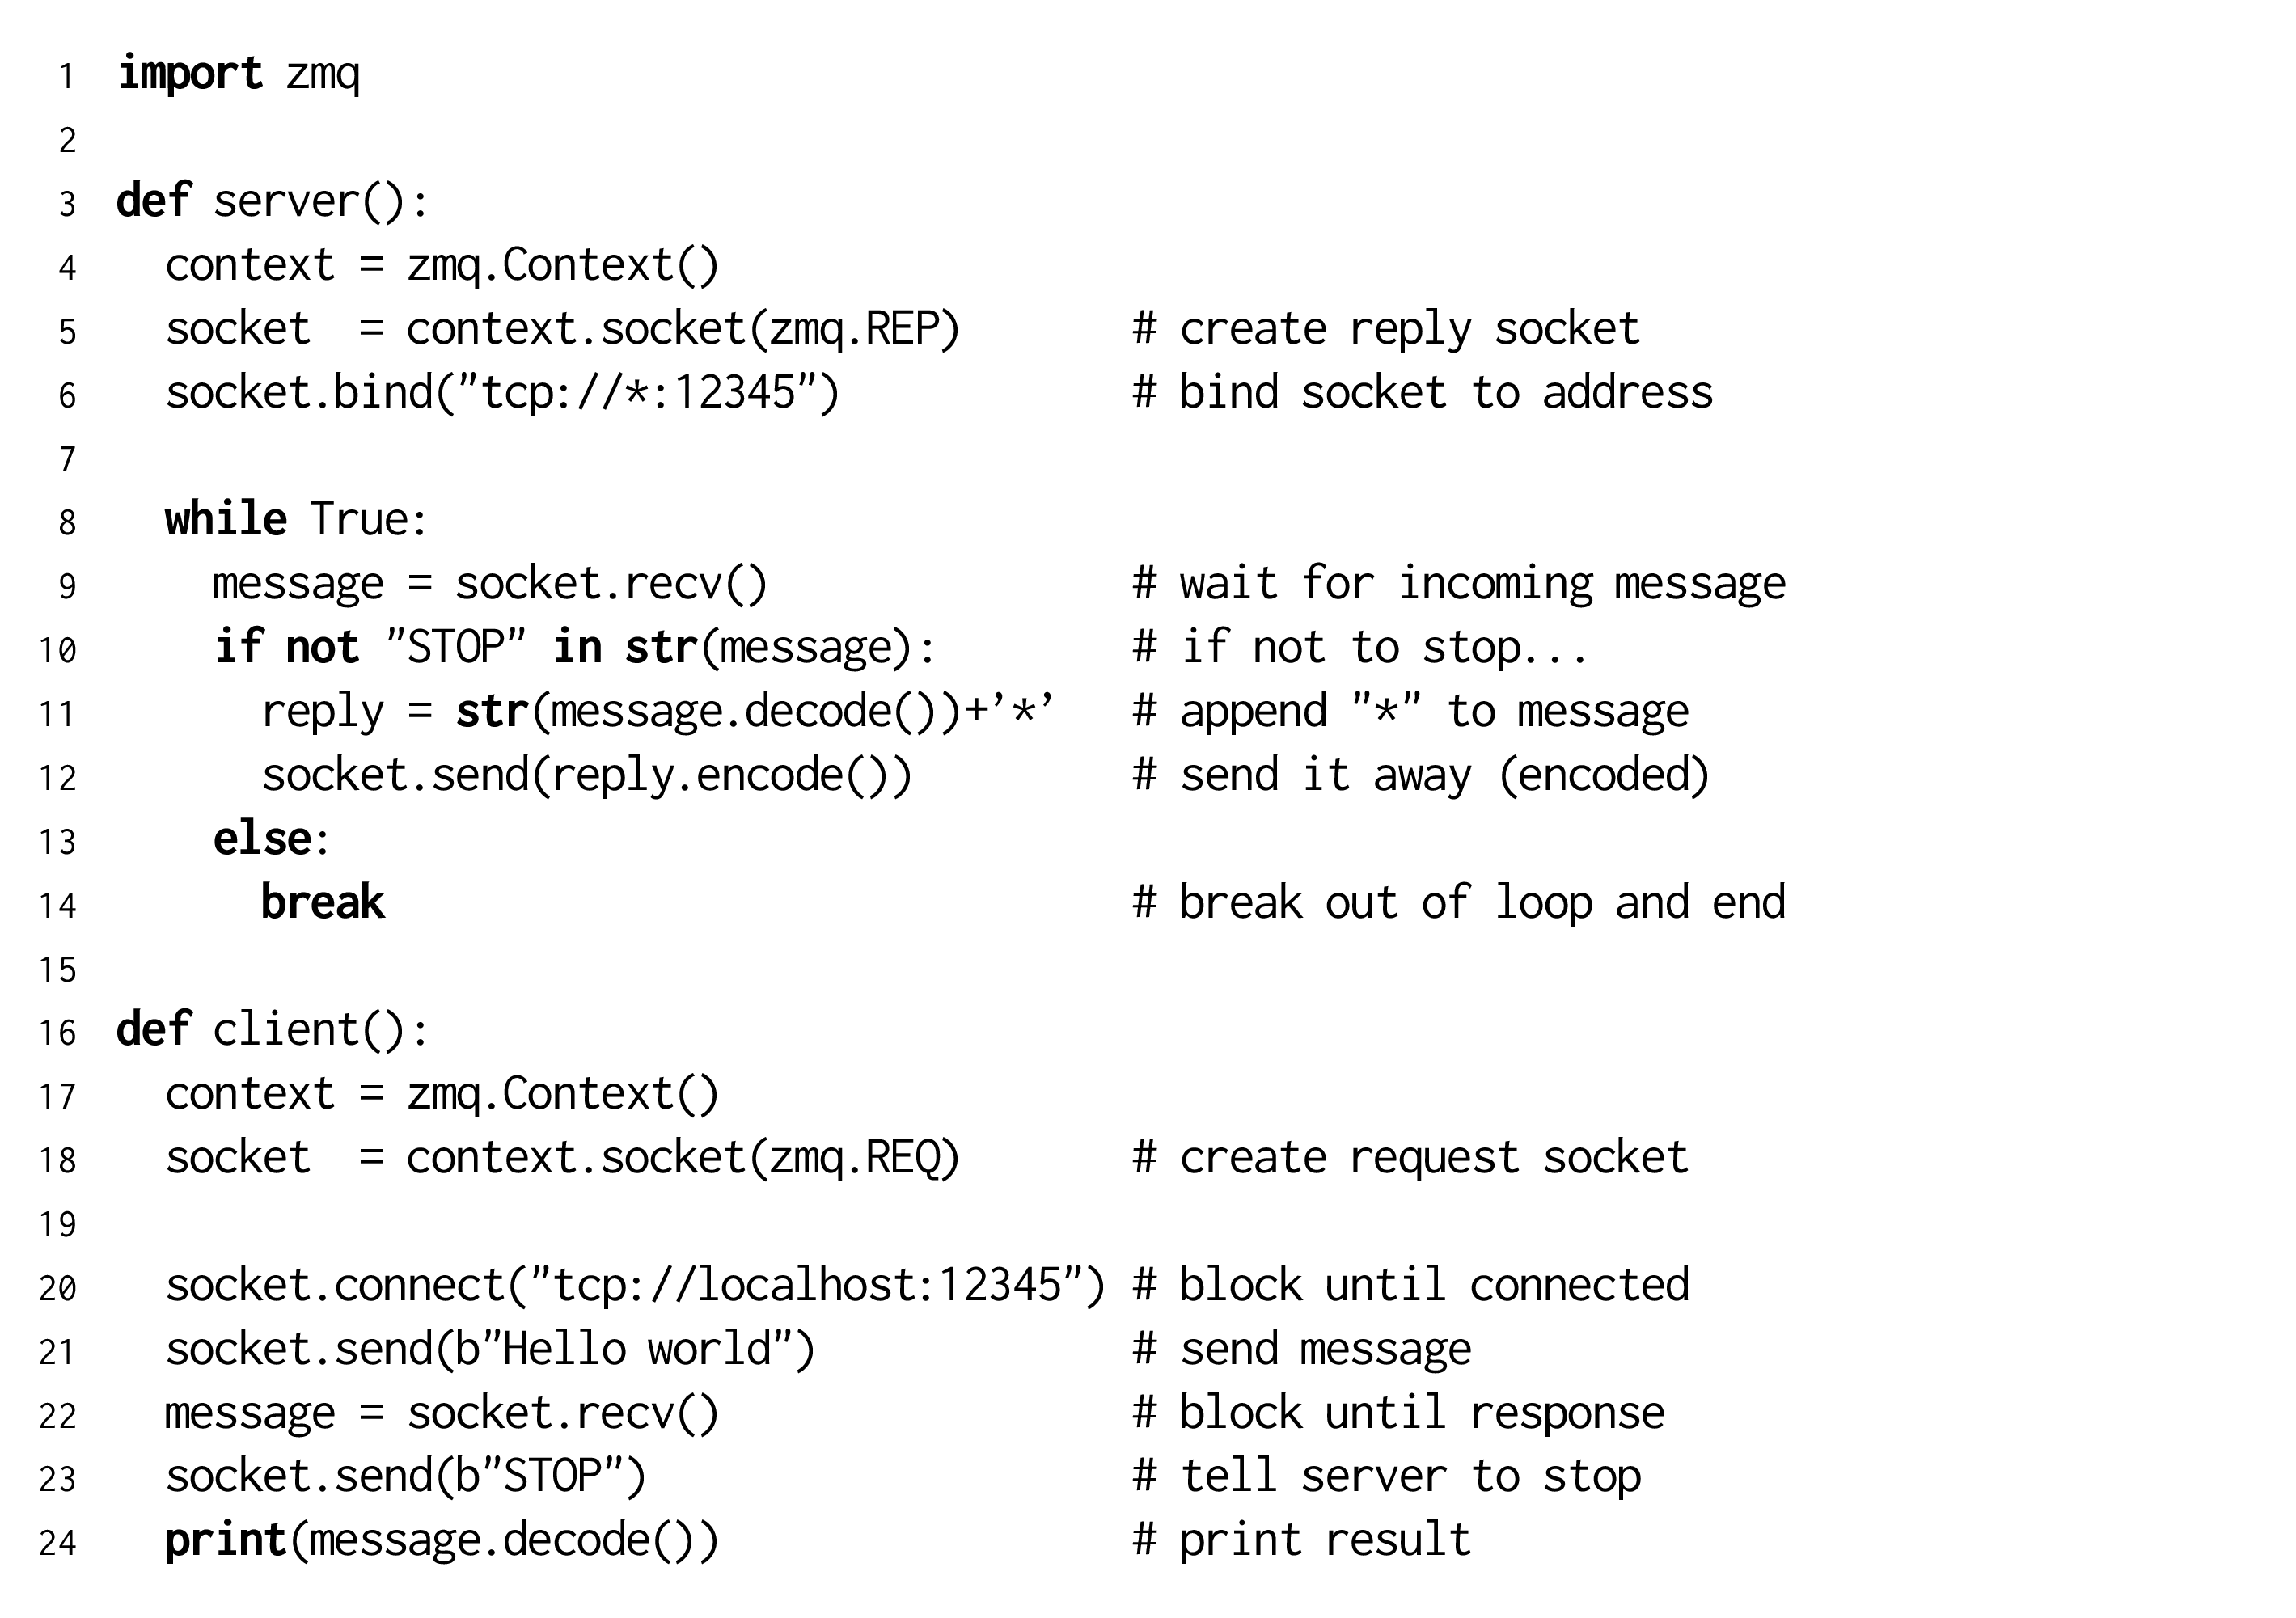 1 import zmq
2
3 def server():
4   context = zmq.Context()
5   socket  = context.socket(zmq.REP)       # create reply socket
6   socket.bind("tcp://*:12345")            # bind socket to address
7
8   while True:
9     message = socket.recv()               # wait for incoming message
10     if not "STOP" in str(message):        # if not to stop...
11       reply = str(message.decode())+'*'   # append "*" to message
12       socket.send(reply.encode())         # send it away (encoded)
13     else:
14       break                               # break out of loop and end
15
16 def client():
17   context = zmq.Context()
18   socket  = context.socket(zmq.REQ)       # create request socket
19
20   socket.connect("tcp://localhost:12345") # block until connected
21   socket.send(b"Hello world")             # send message
22   message = socket.recv()                 # block until response
23   socket.send(b"STOP")                    # tell server to stop
24   print(message.decode())                 # print result